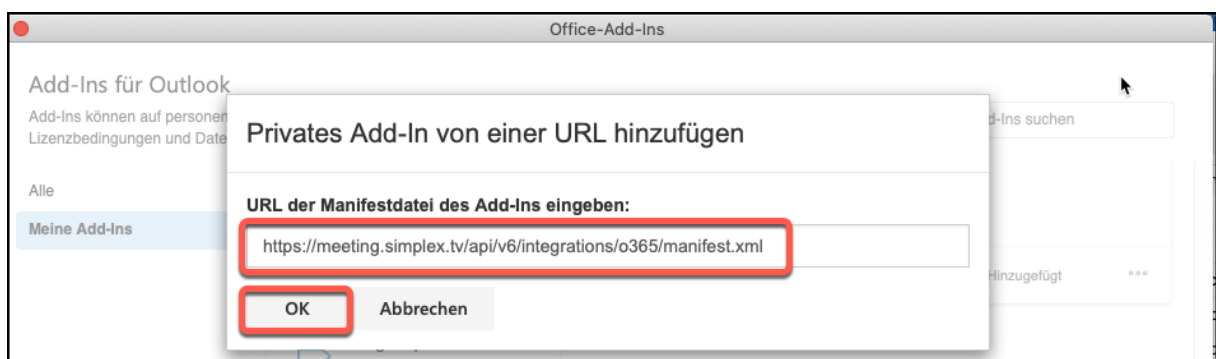 Office-Add-Ins
Add-Ins für Outlook
Add-Ins können auf personen
Lizenzbedingungen und Date
d-Ins suchen
Privates Add-In von einer URL hinzufügen
Alle
URL der Manifestdatei des Add-Ins eingeben:
Meine Add-Ins
https://meeting.simplex.tv/api/v6/integrations/o365/manifest.xml
Hinzugefügt
OK
Abbrechen